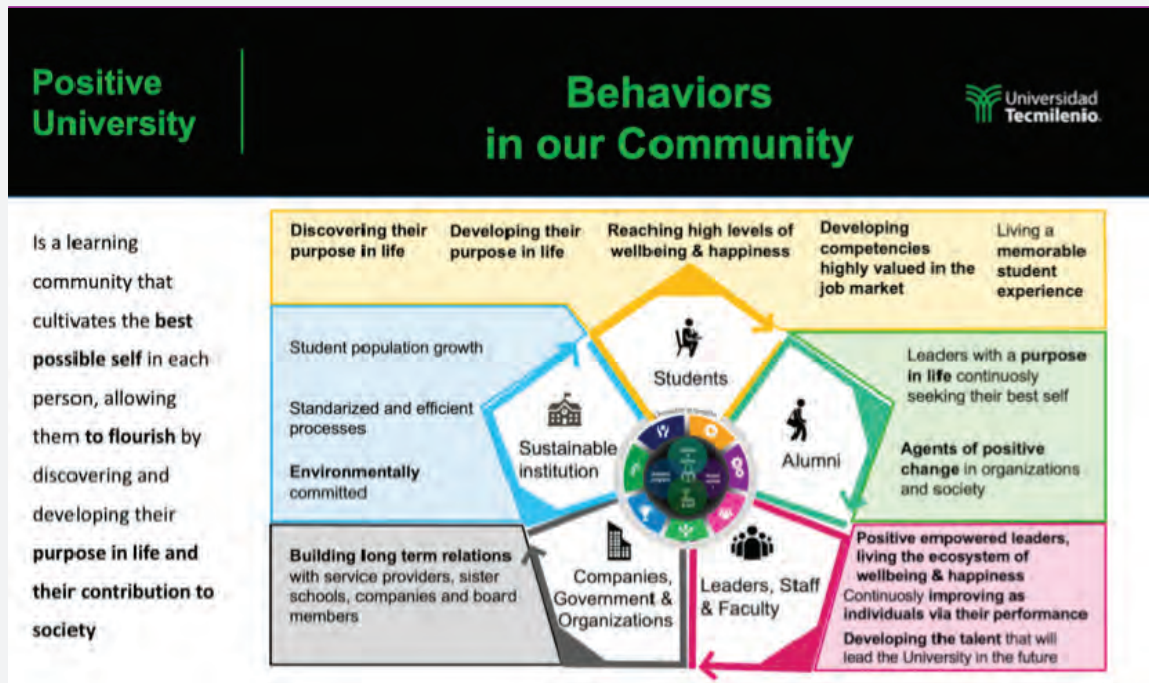 Positive
University
Behaviors
in our Community
Universidad
Tecmilenio.
Is a learning
community that
cultivates the best
possible self in each
person, allowing
them to flourish by
discovering and
developing their
purpose in life and
their contribution to
society
Discovering their
purpose in life
Developing their
purpose in life
Reaching high levels of
wellbeing & happiness
Developing
competencies
highly valued in the
job market
Living a
memorable
student
experience
Student population growth
Standarized and efficient
processes
Environmentally
committed
Students
Sustainable
institution
Alumni
Leaders with a purpose
in life continuosly
seeking their best self
Agents of positive
change in organizations
and society
Building long term relations
with service providers, sister
schools, companies and board
members
Companies,
Government &
Organizations
Leaders, Staff
& Faculty
Positive empowered leaders,
living the ecosystem of
wellbeing & happiness
Continuosly improving as
individuals via their performance
Developing the talent that will
lead the University in the future